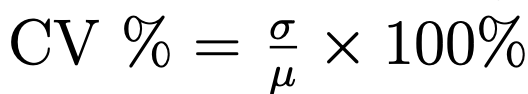 CV % = σ/μ × 100%